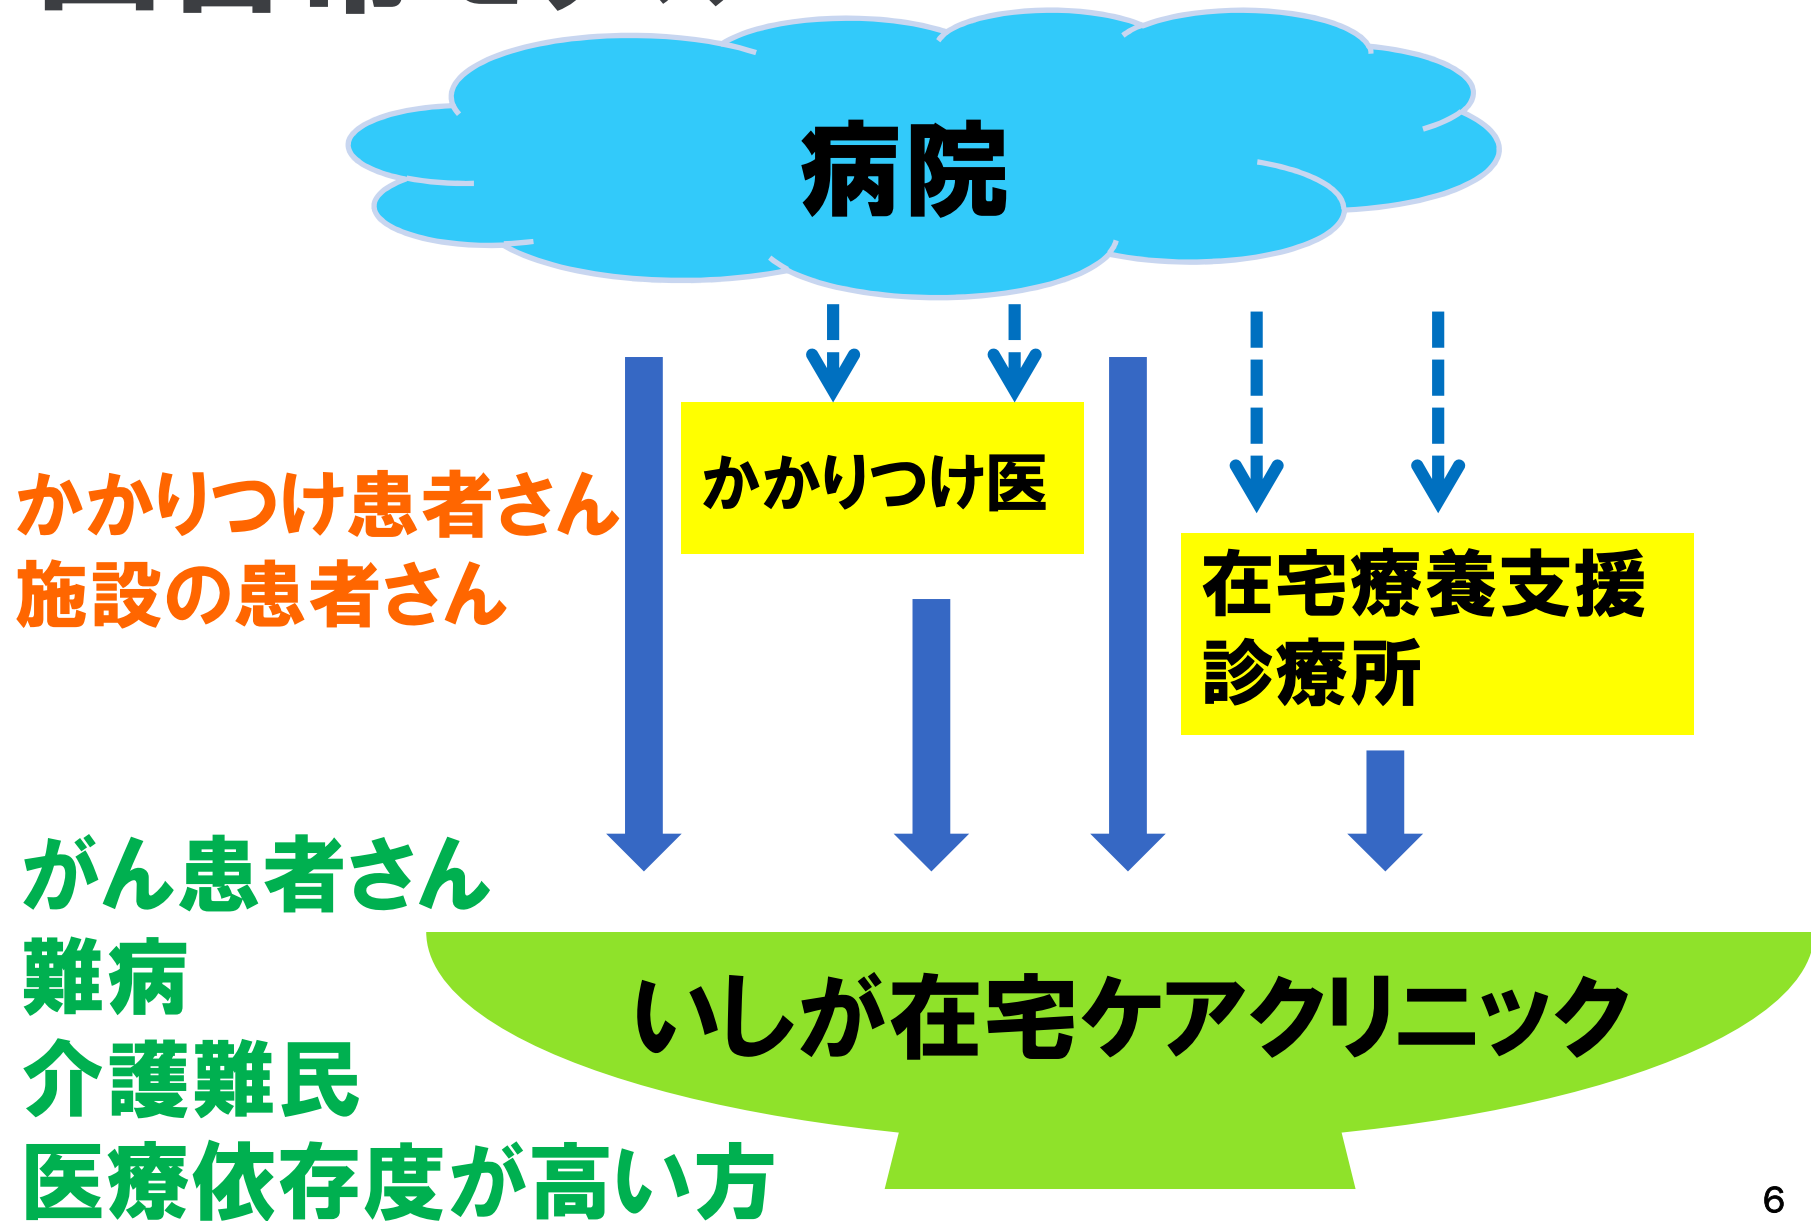 病院
かかりつけ医
かかりつけ患者さん
施設の患者さん
在宅療養支援
診療所
がん患者さん
難病
介護難民
医療依存度が高い方
いしが在宅ケアクリニック
6